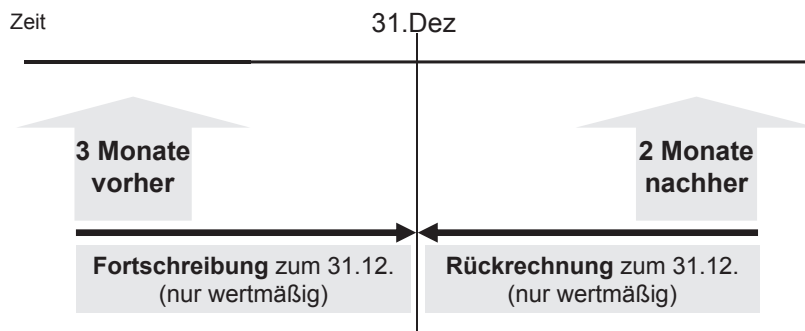 Zeit
31.Dez
3 Monate
vorher
2 Monate
nachher
Fortschreibung zum 31.12.
(nur wertmäßig)
Rückrechnung zum 31.12.
(nur wertmäßig)